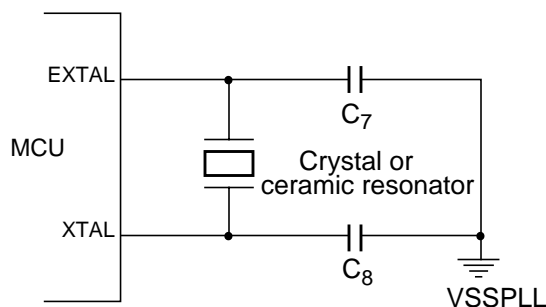 EXTAL
C7
MCU
Crystal or
ceramic resonator
XTAL
C8
VSSPLL